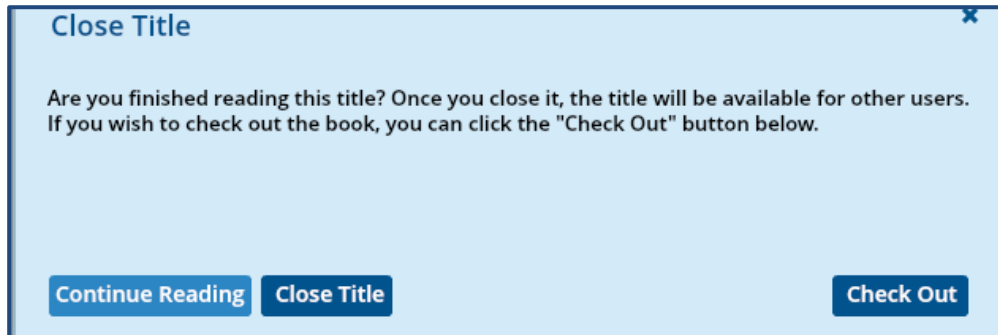 Close Title
Are you finished reading this title? Once you close it, the title will be available for other users.
If you wish to check out the book, you can click the "Check Out" button below.
Continue Reading Close Title Check Out